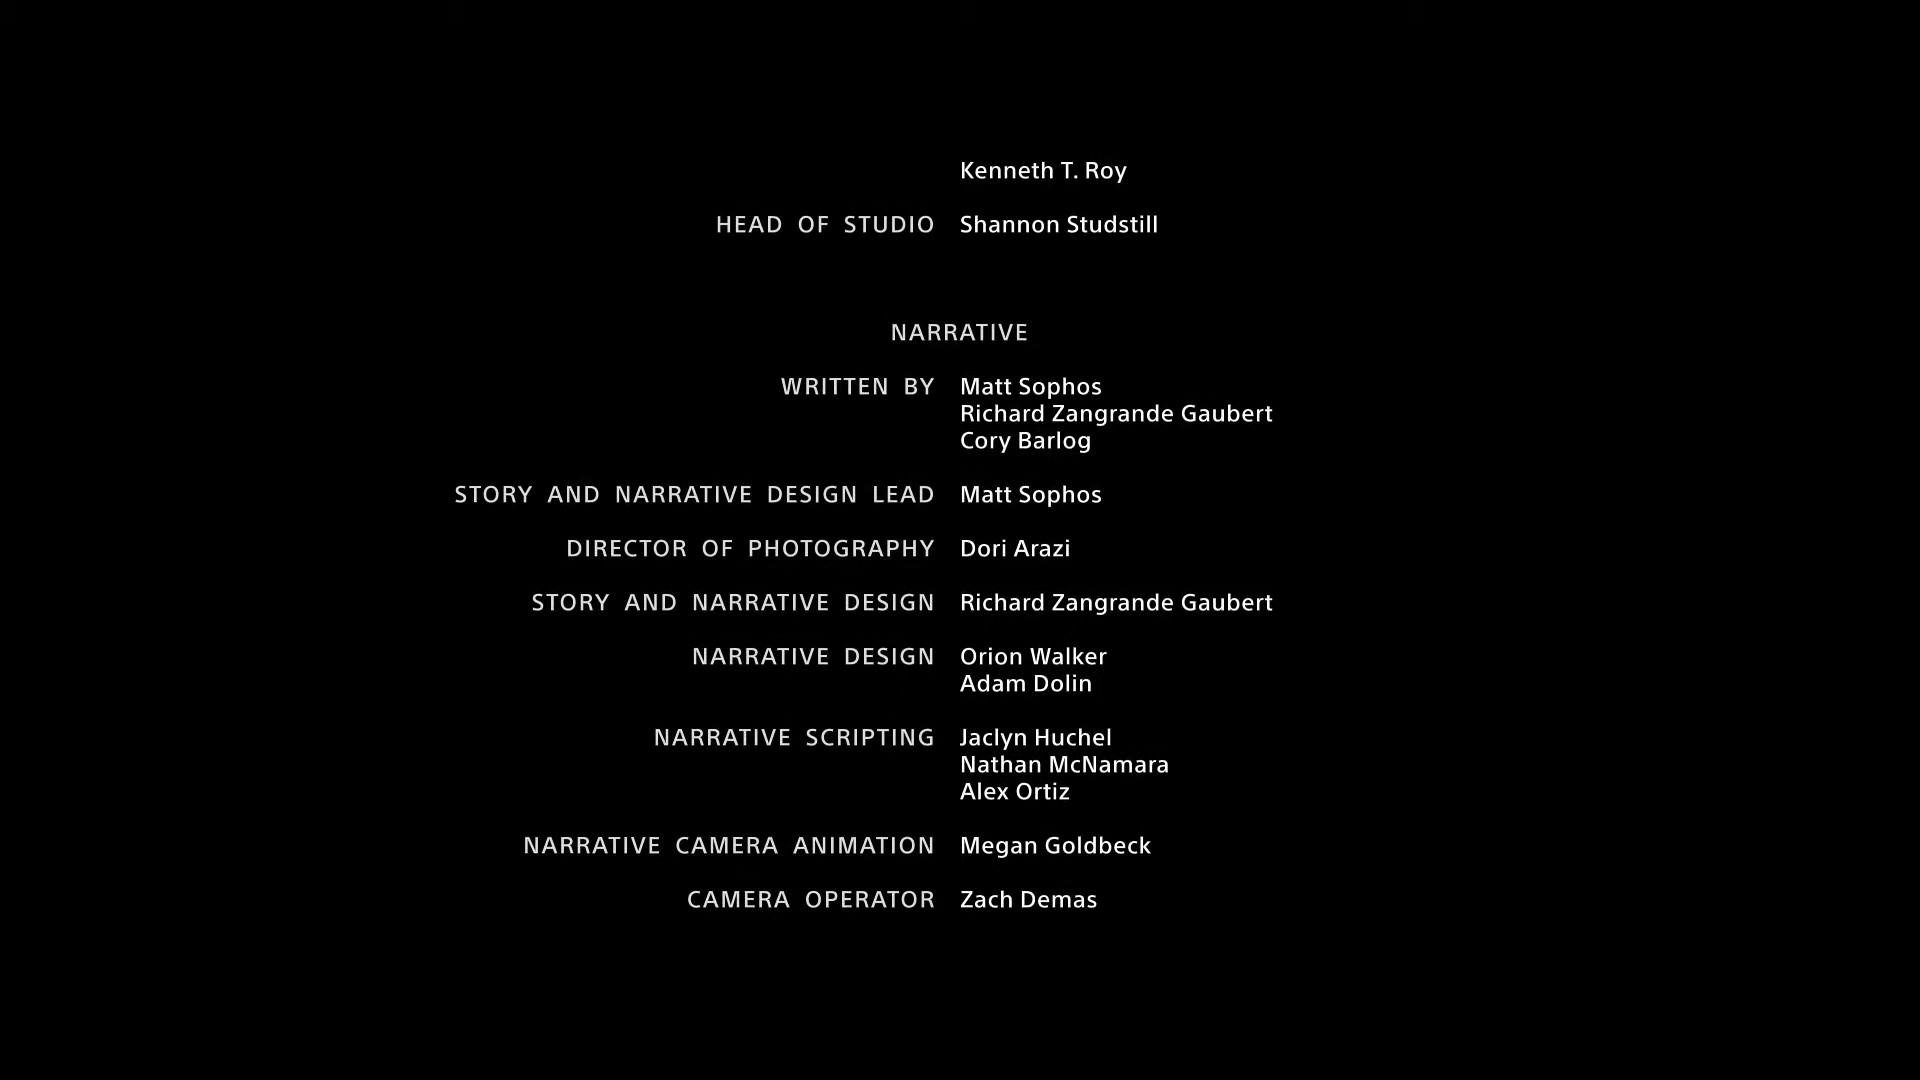 Kenneth T. Roy
HEAD OF STUDIO Shannon Studstill
NARRATIVE
WRITTEN BY Matt Sophos
Richard Zangrande Gaubert
Cory Barlog
STORY AND NARRATIVE DESIGN LEAD Matt Sophos
DIRECTOR OF PHOTOGRAPHY Dori Arazi
STORY AND NARRATIVE DESIGN Richard Zangrande Gaubert
NARRATIVE DESIGN Orion Walker
Adam Dolin
NARRATIVE SCRIPTING Jaclyn Huchel
Nathan McNamara
Alex Ortiz
NARRATIVE CAMERA ANIMATION Megan Goldbeck
CAMERA OPERATOR Zach Demas